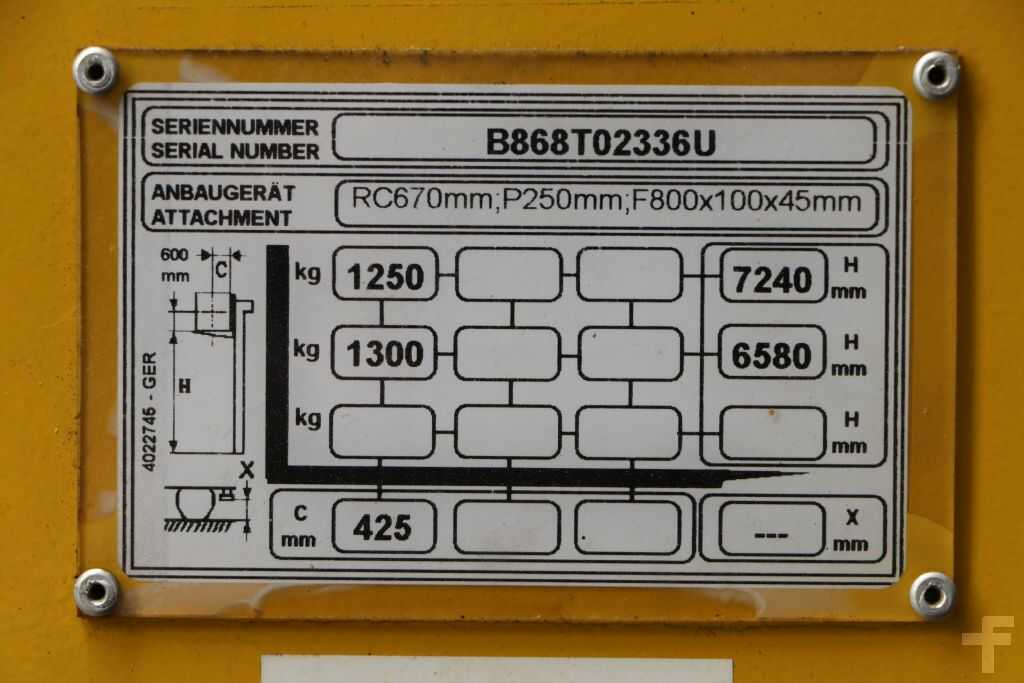 SERIENNUMMER
SERIAL NUMBER
B868T02336U
ANBAUGERÄT
ATTACHMENT
RC670mm;P250mm;F800x100x45mm
600
mm
C
H
X
4022745 - GER
kg 1250 7240 H
mm
kg 1300 6580 H
mm
kg H
mm
C
mm
425
---
X
mm